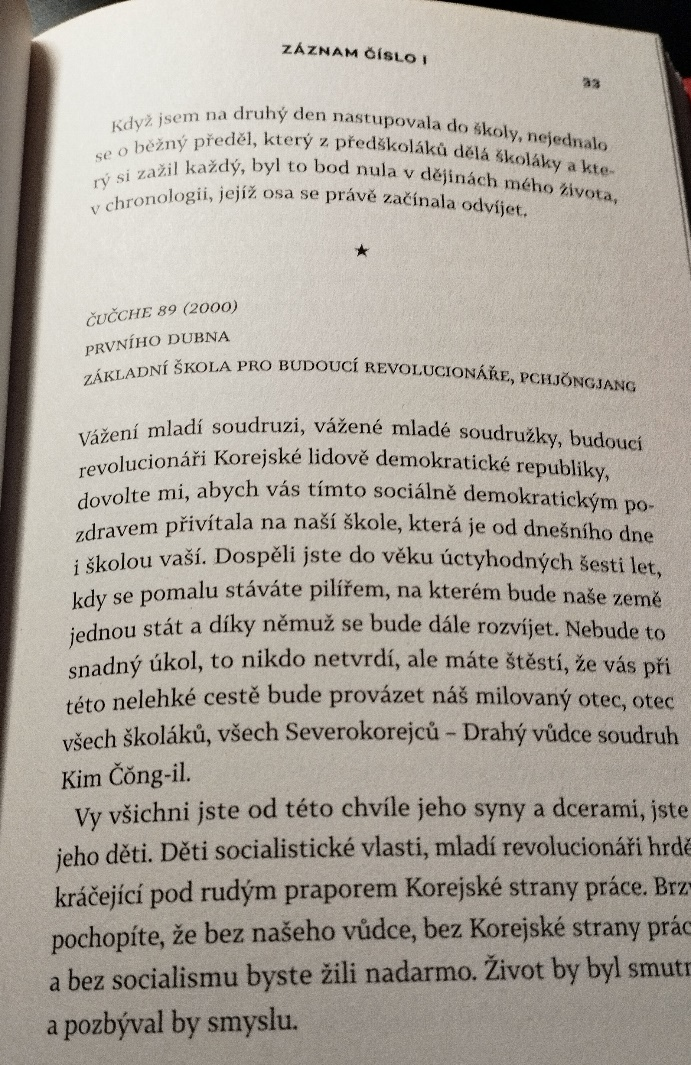 ZÁZNAM ČÍSLO I
33
Když jsem na druhý den nastupovala do školy, nejednalo
se o běžný předěl, který z předškoláků dělá školáky a kte-
rý si zažil každý, byl to bod nula v dějinách mého života,
v chronologii, jejíž osa se právě začínala odvíjet.
★
ČUČCHE 89 (2000)
PRVNÍHO DUBNA
ZÁKLADNÍ ŠKOLA PRO BUDOUCÍ REVOLUCIONÁŘE, PCHJŎNGJANG
Vážení mladí soudruzi, vážené mladé soudružky, budoucí
revolucionáři Korejské lidově demokratické republiky,
dovolte mi, abych vás tímto sociálně demokratickým po-
zdravem přivítala na naší škole, která je od dnešního dne
i školou vaší. Dospěli jste do věku úctyhodných šesti let,
kdy se pomalu stáváte pilířem, na kterém bude naše země
jednou stát a díky němuž se bude dále rozvíjet. Nebude to
snadný úkol, to nikdo netvrdí, ale máte štěstí, že vás při
této nelehké cestě bude provázet náš milovaný otec, otec
všech školáků, všech Severokorejců – Drahý vůdce soudruh
Kim Čŏng-il.
Vy všichni jste od této chvíle jeho syny a dcerami, jste
jeho děti. Děti socialistické vlasti, mladí revolucionáři hrdě
kráčející pod rudým praporem Korejské strany práce.
pochopíte, že bez našeho vůdce, bez Korejské strany
a bez socialismu byste žili nadarmo. Život by byl
a pozbýval by smyslu.